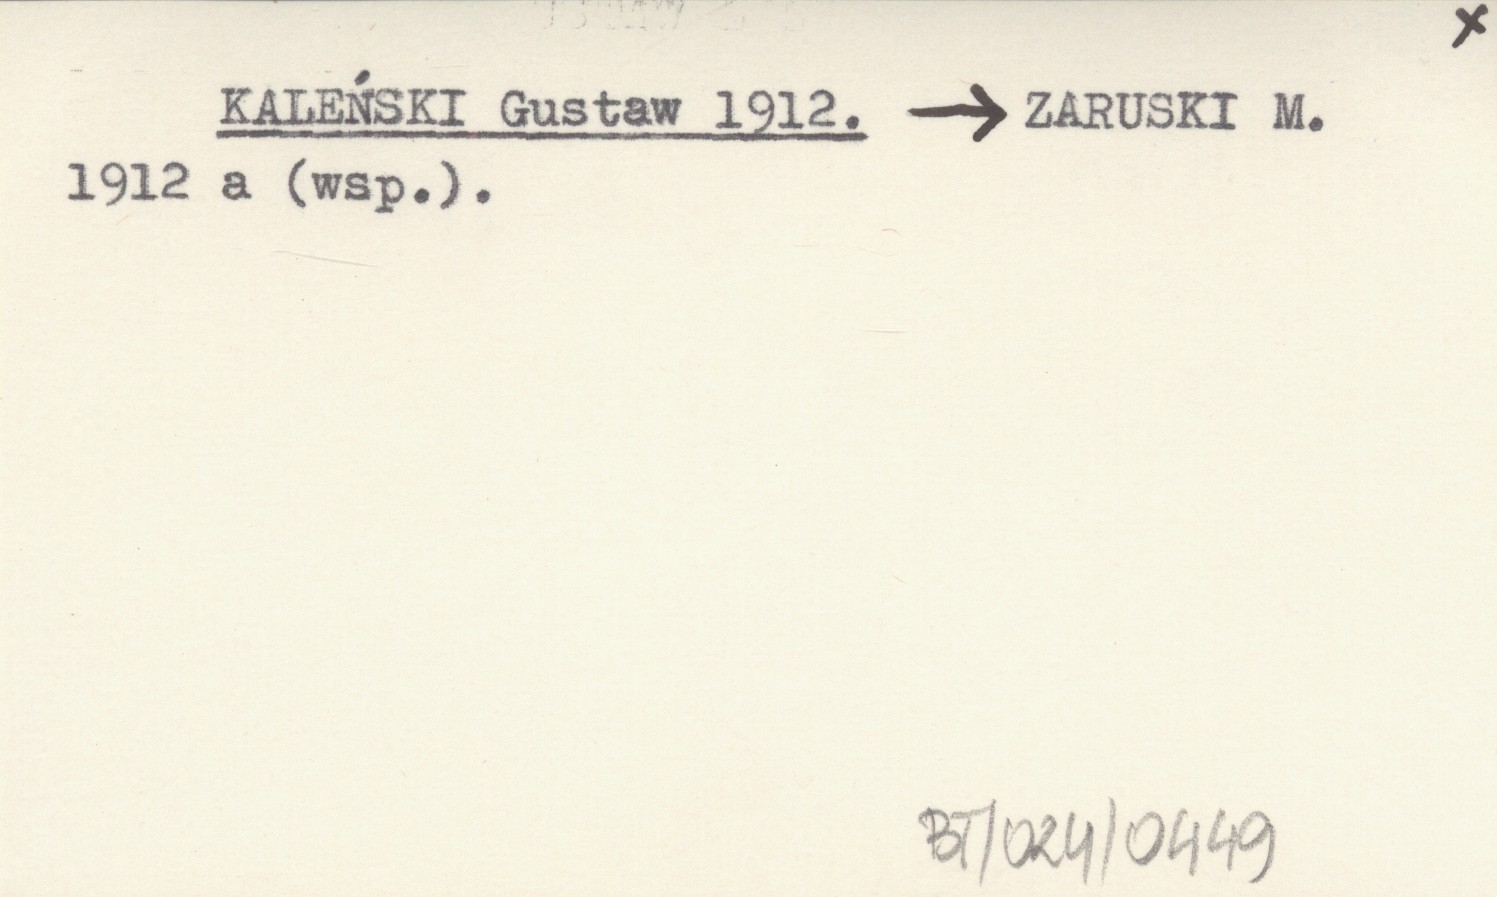 x
KALEŃSKI Gustaw 1912. → ZARUSKI M.
1912 a (wsp.).
BT/024/0449